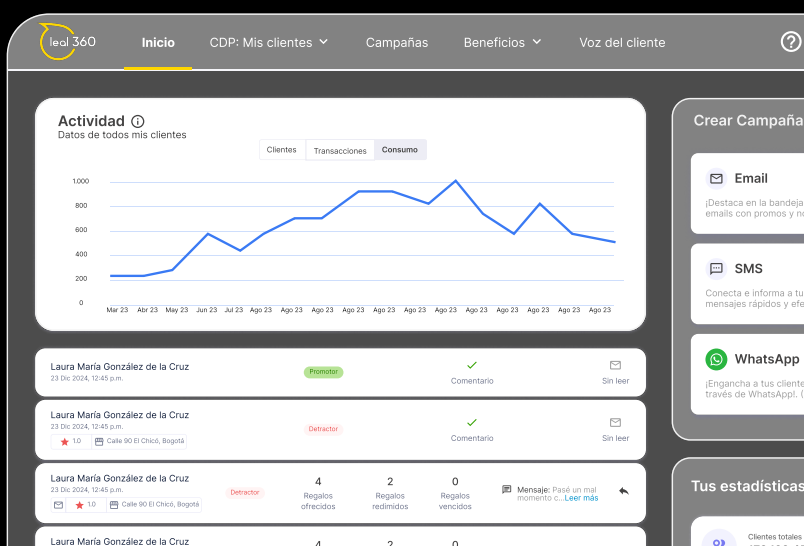 leal 360
Inicio
CDP: Mis clientes
Campañas
Beneficios
Voz del cliente
Actividad
Datos de todos mis clientes
Clientes
Transacciones
Consumo
1.000
800
600
400
200
0
Mar 23 Abr 23 May 23 Jun 23 Jul 23 Ago 23 Ago 23 Ago 23 Ago 23 Ago 23 Ago 23 Ago 23 Ago 23 Ago 23 Ago 23 Ago 23 Ago 23
Laura María González de la Cruz
23 Dic 2024, 12:45 p.m.
Promotor
Comentario
Sin leer
Laura María González de la Cruz
23 Dic 2024, 12:45 p.m.
1.0
Calle 90 El Chicó, Bogotá
Detractor
Comentario
Sin leer
Laura María González de la Cruz
23 Dic 2024, 12:45 p.m.
1.0
Calle 90 El Chicó, Bogotá
Detractor
4
Regalos
ofrecidos
2
Regalos
redimidos
0
Regalos
vencidos
Mensaje: Pasé un mal
momento c...Leer más
Laura María González de la Cruz
4
2
0
Crear Campaña
Email
¡Destaca en la bandeja
emails con promos y no
SMS
Conecta e informa a tu
mensajes rápidos y efe
WhatsApp
¡Engancha a tus cliente
través de WhatsApp!. (
Tus estadísticas
Clientes totales